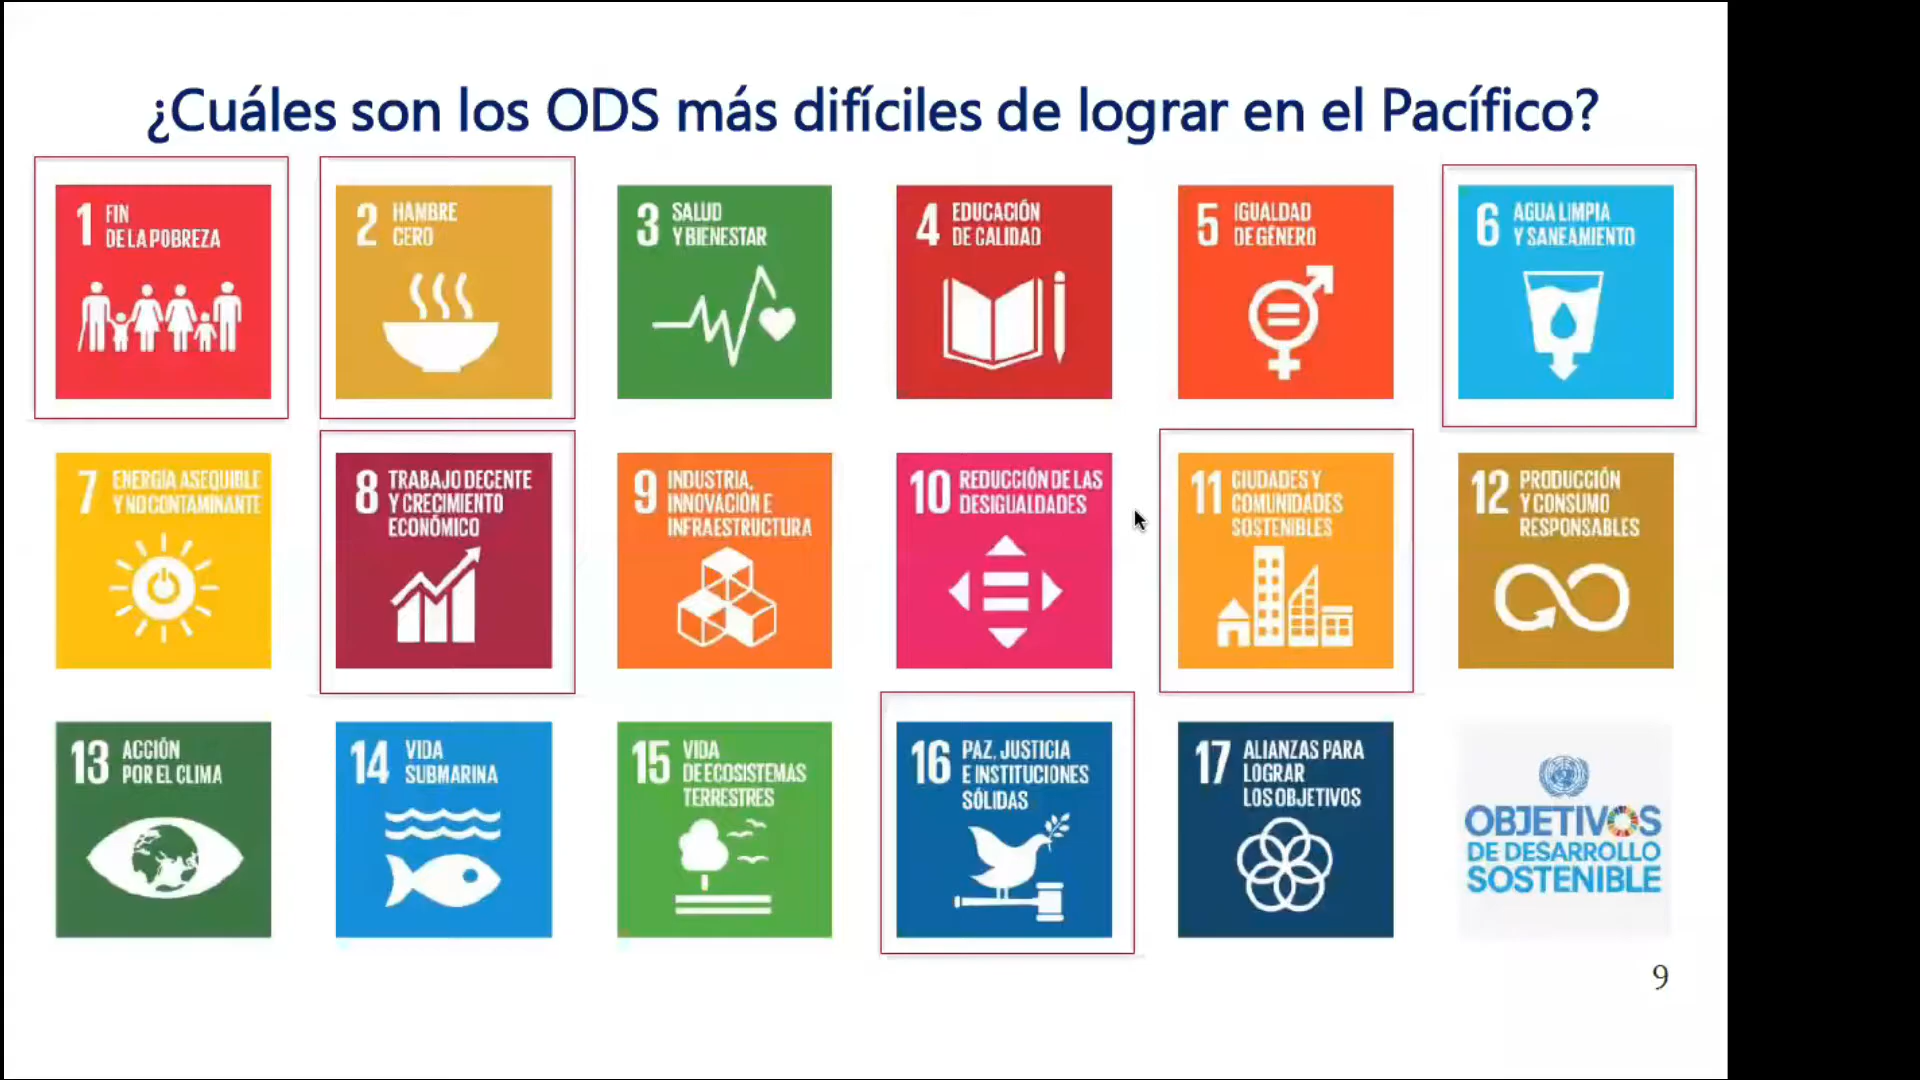 ¿Cuáles son los ODS más difíciles de lograr en el Pacífico?
1 FIN
DE LA POBREZA
2 HAMBRE
CERO
3 SALUD
Y BIENESTAR
4 EDUCACIÓN
DE CALIDAD
5 IGUALDAD
DE GÉNERO
6 AGUA LIMPIA
Y SANEAMIENTO
7 ENERGÍA ASEQUIBLE
Y NO CONTAMINANTE
8 TRABAJO DECENTE
Y CRECIMIENTO
ECONÓMICO
9 INDUSTRIA,
INNOVACIÓN E
INFRAESTRUCTURA
10 REDUCCIÓN DE LAS
DESIGUALDADES
11 CIUDADES Y
COMUNIDADES
SOSTENIBLES
12 PRODUCCIÓN
Y CONSUMO
RESPONSABLES
13 ACCIÓN
POR EL CLIMA
14 VIDA
SUBMARINA
15 VIDA
DE ECOSISTEMAS
TERRESTRES
16 PAZ, JUSTICIA
E INSTITUCIONES
SÓLIDAS
17 ALIANZAS PARA
LOGRAR
LOS OBJETIVOS
OBJETIVOS
DE DESARROLLO
SOSTENIBLE
9